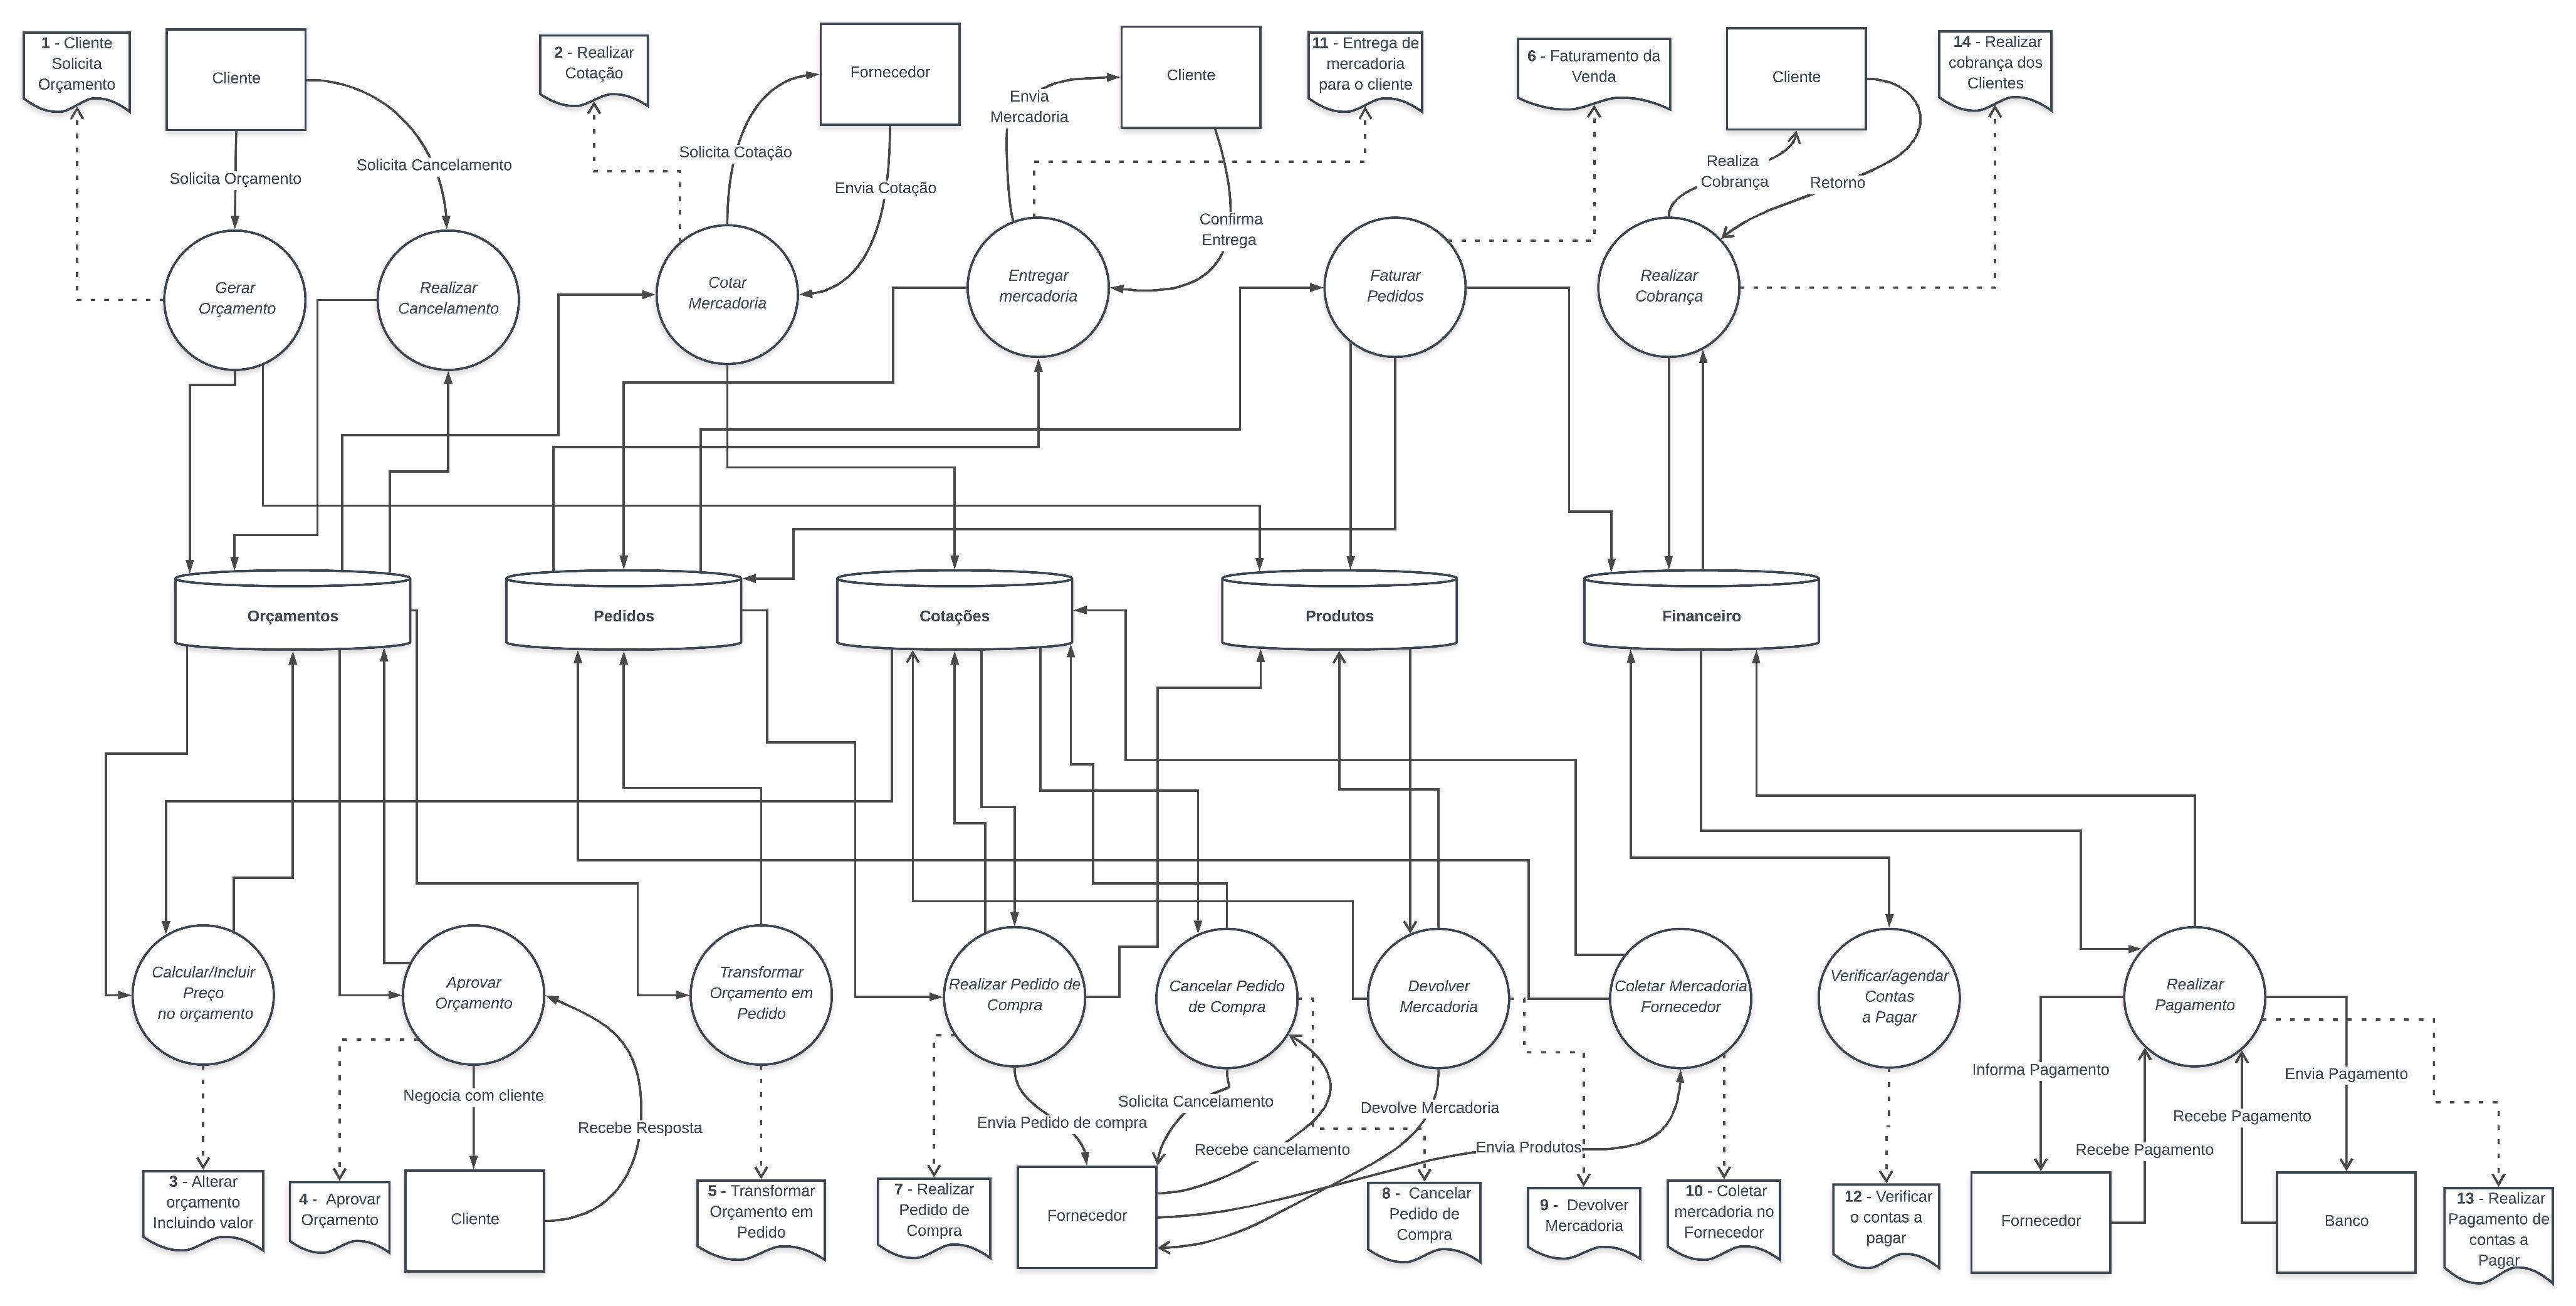 1 - Cliente
Solicita
Orçamento
Cliente
2 - Realizar
Cotação
Fornecedor
Cliente
11 - Entrega de
mercadoria
para o cliente
6 - Faturamento da
Venda
Cliente
14 - Realizar
cobrança dos
Clientes
Solicita Orçamento
Solicita Cancelamento
Solicita Cotação
Envia Cotação
Envia
Mercadoria
Confirma
Entrega
Realiza
Cobrança
Retorno
Gerar
Orçamento
Realizar
Cancelamento
Cotar
Mercadoria
Entregar
mercadoria
Faturar
Pedidos
Realizar
Cobrança
Orçamentos
Pedidos
Cotações
Produtos
Financeiro
Calcular/Incluir
Preço
no orçamento
Aprovar
Orçamento
Transformar
Orçamento em
Pedido
Realizar Pedido de
Compra
Cancelar Pedido
de Compra
Devolver
Mercadoria
Coletar Mercadoria
Fornecedor
Verificar/agendar
Contas
a Pagar
Realizar
Pagamento
Negocia com cliente
Recebe Resposta
Envia Pedido de compra
Solicita Cancelamento
Recebe cancelamento
Devolve Mercadoria
Envia Produtos
Informa Pagamento
Recebe Pagamento
Recebe Pagamento
Envia Pagamento
3 - Alterar
orçamento
Incluindo valor
4 - Aprovar
Orçamento
Cliente
5 - Transformar
Orçamento em
Pedido
7 - Realizar
Pedido de
Compra
Fornecedor
8 - Cancelar
Pedido de
Compra
9 - Devolver
Mercadoria
10 - Coletar
mercadoria no
Fornecedor
12 - Verificar
o contas a
pagar
Fornecedor
Banco
13 - Realizar
Pagamento de
contas a
Pagar